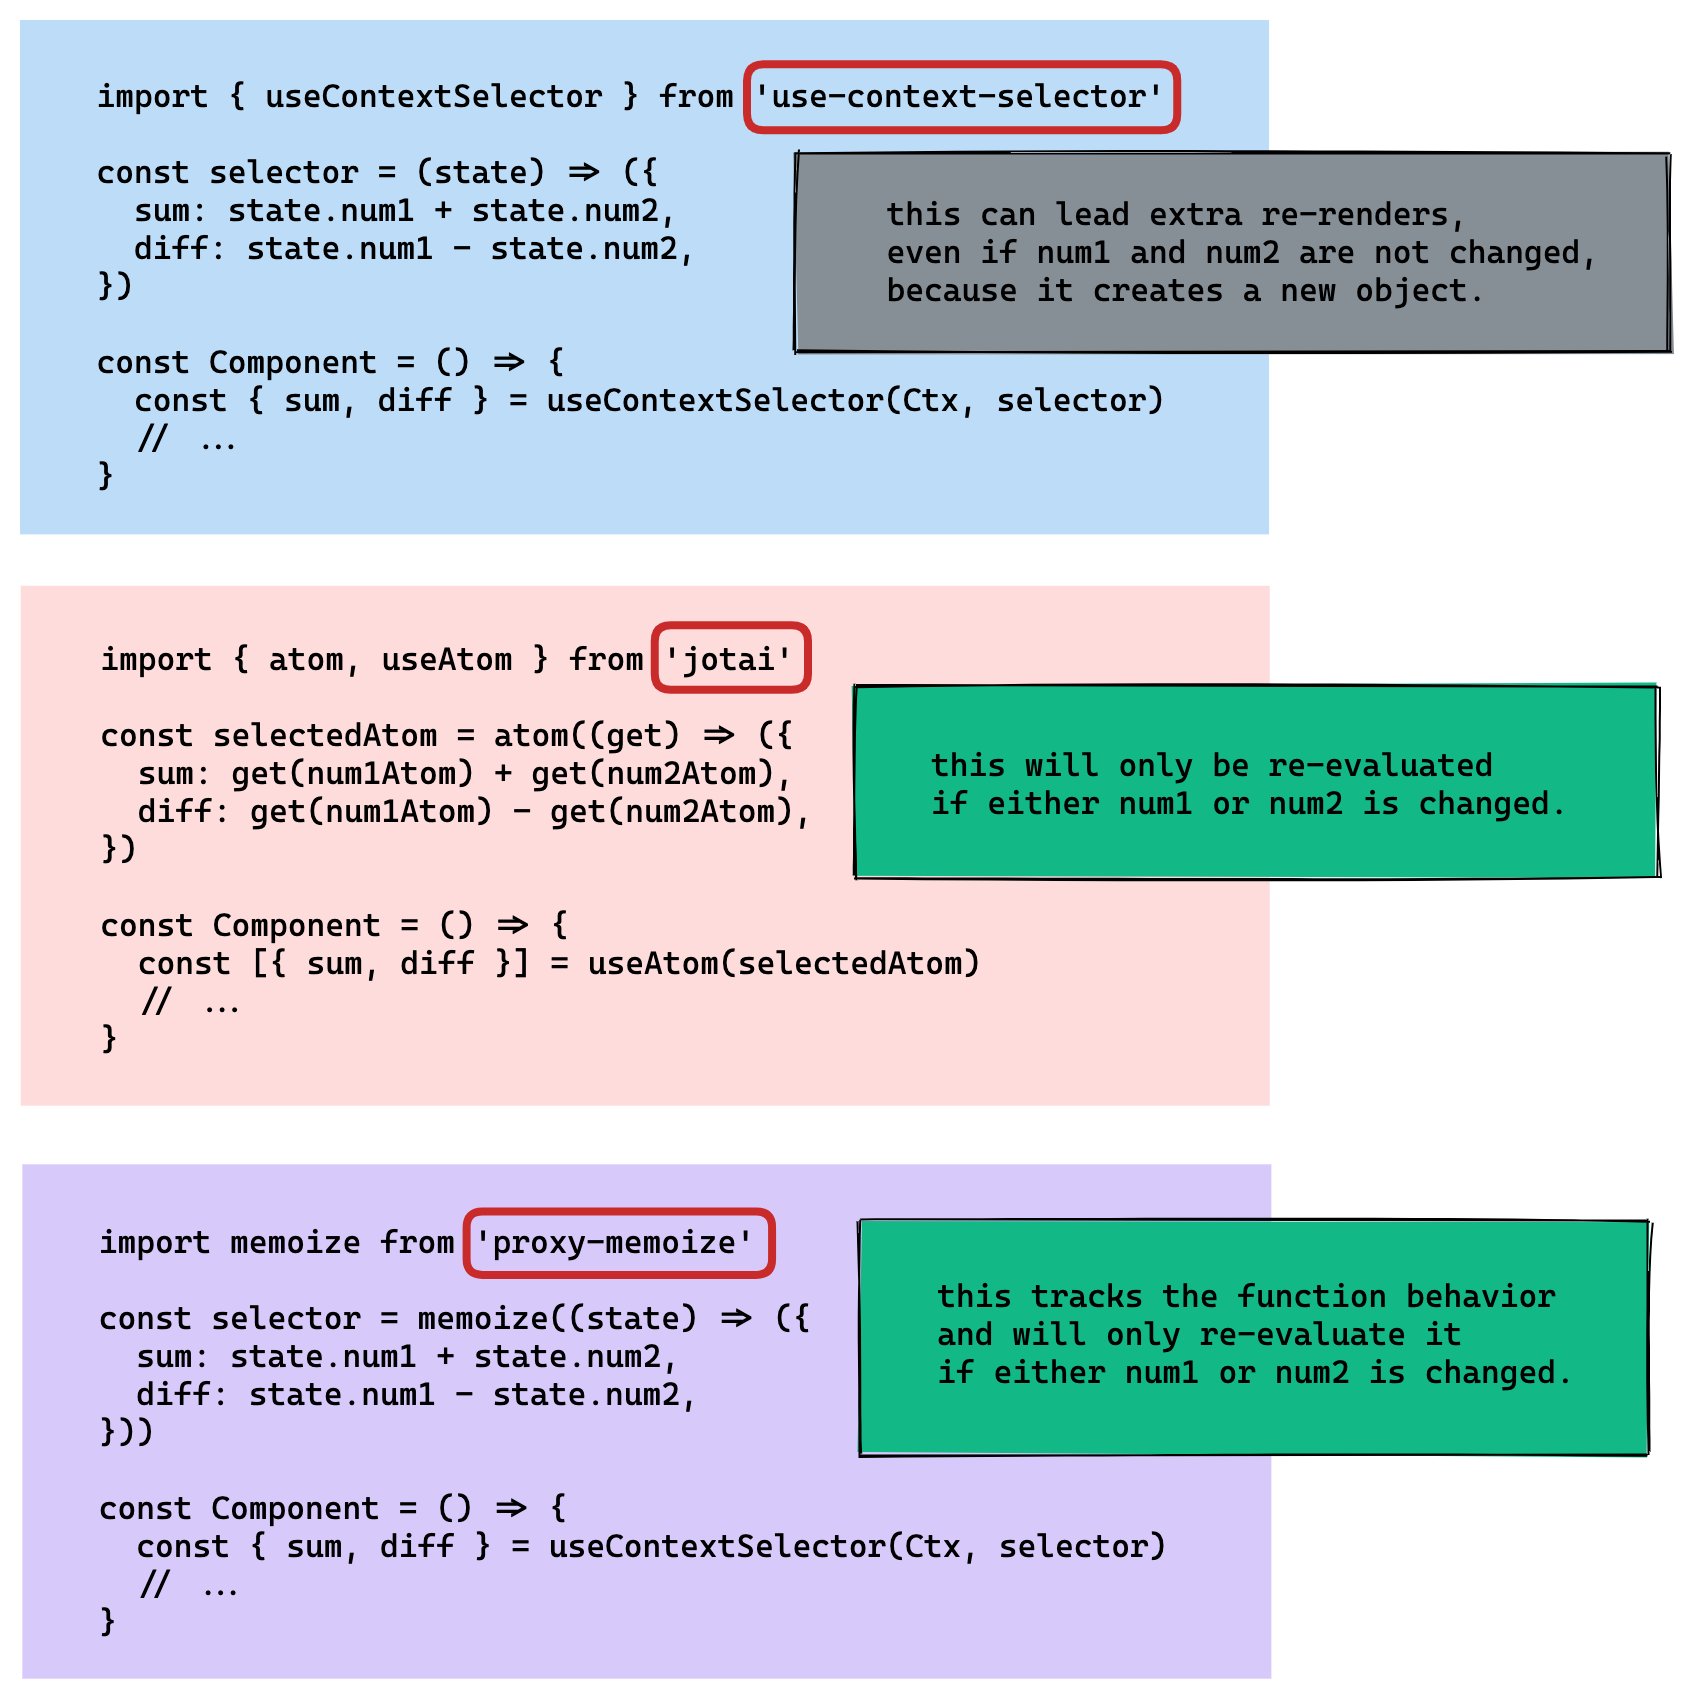 import { useContextSelector } from 'use-context-selector'
const selector = (state) => ({
sum: state.num1 + state.num2,
diff: state.num1 - state.num2,
})
const Component = () => {
const { sum, diff } = useContextSelector(Ctx, selector)
// ...
}
this can lead extra re-renders,
even if num1 and num2 are not changed,
because it creates a new object.
import { atom, useAtom } from 'jotai'
const selectedAtom = atom((get) => ({
sum: get(num1Atom) + get(num2Atom),
diff: get(num1Atom) - get(num2Atom),
})
const Component = () => {
const [{ sum, diff }] = useAtom(selectedAtom)
// ...
}
this will only be re-evaluated
if either num1 or num2 is changed.
import memoize from 'proxy-memoize'
const selector = memoize((state) => ({
sum: state.num1 + state.num2,
diff: state.num1 - state.num2,
}))
const Component = () => {
const { sum, diff } = useContextSelector(Ctx, selector)
// ...
}
this tracks the function behavior
and will only re-evaluate it
if either num1 or num2 is changed.